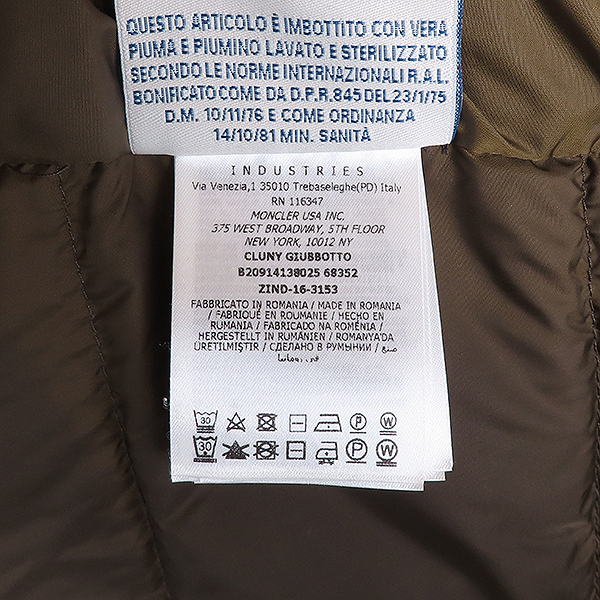 QUESTO ARTICOLO È IMBOTTITO CON VERA
PIUMA E PIUMINO LAVATO E STERILIZZATO
SECONDO LE NORME INTERNAZIONALI R.A.L.
BONIFICATO COME DA D.P.R. 845 DEL 23/1/75
D.M. 10/11/76 E COME ORDINANZA
14/10/81 MIN. SANITÀ
INDUSTRIES
Via Venezia,1 35010 Trebaseleghe(PD) Italy
RN 116347
MONCLER USA INC.
375 WEST BROADWAY, 5TH FLOOR
NEW YORK, 10012 NY
CLUNY GIUBBOTTO
B20914138025 68352
ZIND-16-3153
FABBRICATO IN ROMANIA / MADE IN ROMANIA
/ FABRIQUÉ EN ROUMANIE / HECHO EN
RUMANIA / FABRICADO NA ROMÊNIA /
HERGESTELLT IN RUMÄNIEN / ROMANYA'DA
ÜRETILMIŞTIR / СДЕЛАНО В РУМЫНИИ / صنع
في رومانيا
30 P W
30 P W